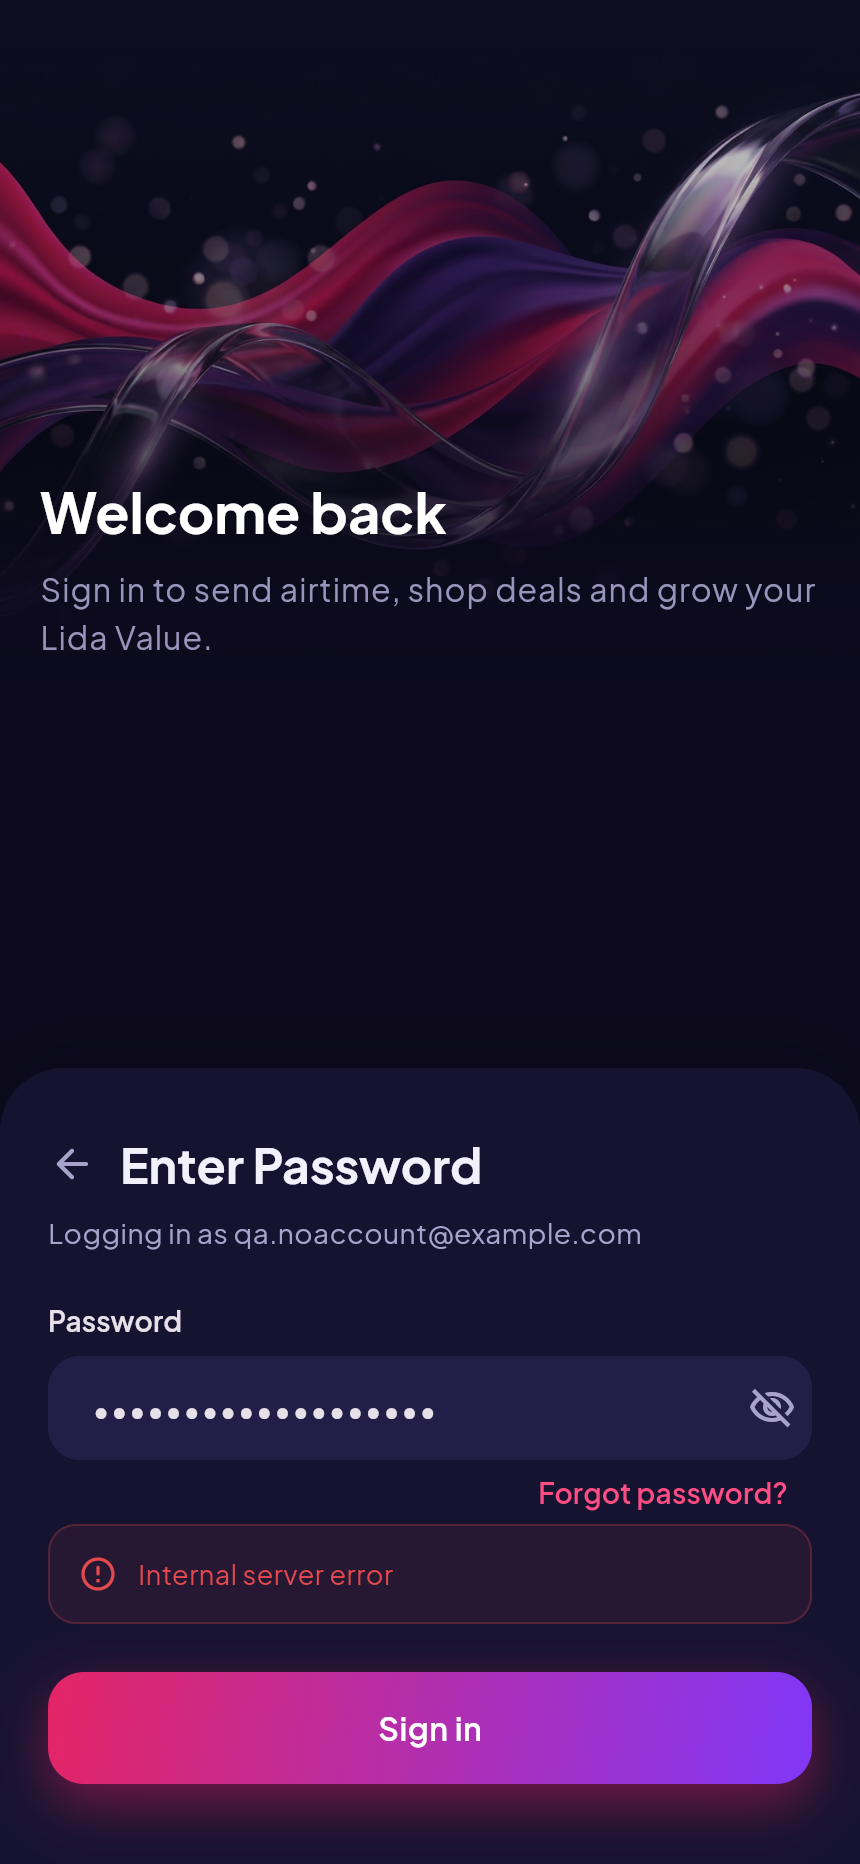 Welcome back
Sign in to send airtime, shop deals and grow your
Lida Value.
Enter Password
Logging in as qa.noaccount@example.com
Password
•••••••••••••••••••
Forgot password?
Internal server error
Sign in